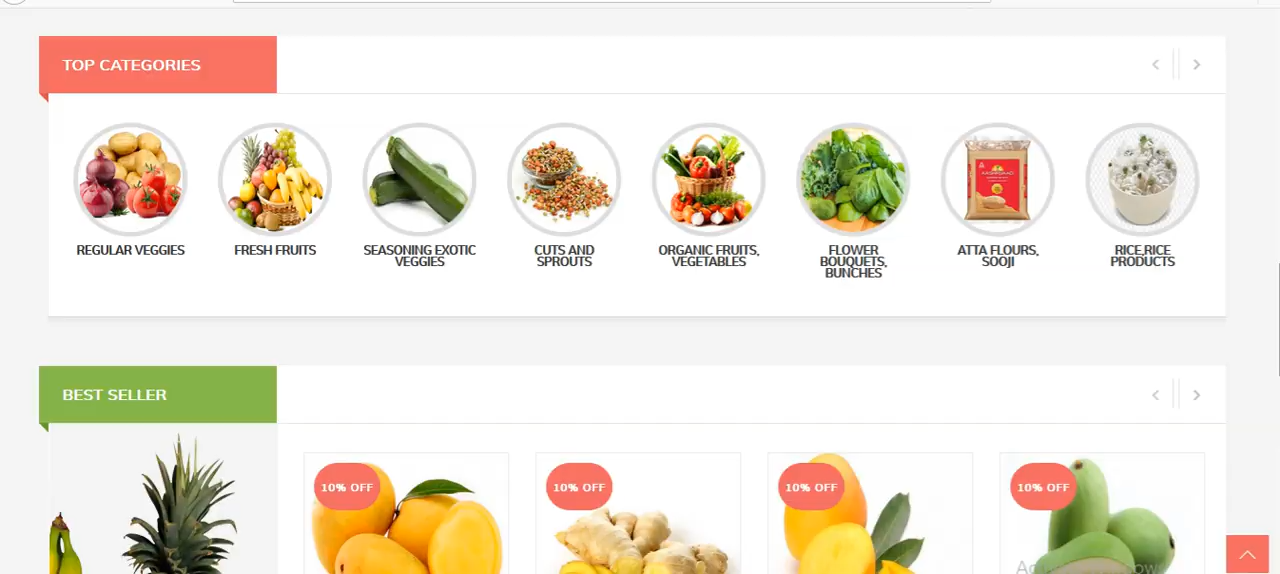 TOP CATEGORIES
REGULAR VEGGIES
FRESH FRUITS
SEASONING EXOTIC
VEGGIES
CUTS AND
SPROUTS
ORGANIC FRUITS,
VEGETABLES
FLOWER
BOUQUETS,
BUNCHES
ATTA FLOURS,
SOOJI
RICE,RICE
PRODUCTS
BEST SELLER
10% OFF
10% OFF
10% OFF
10% OFF